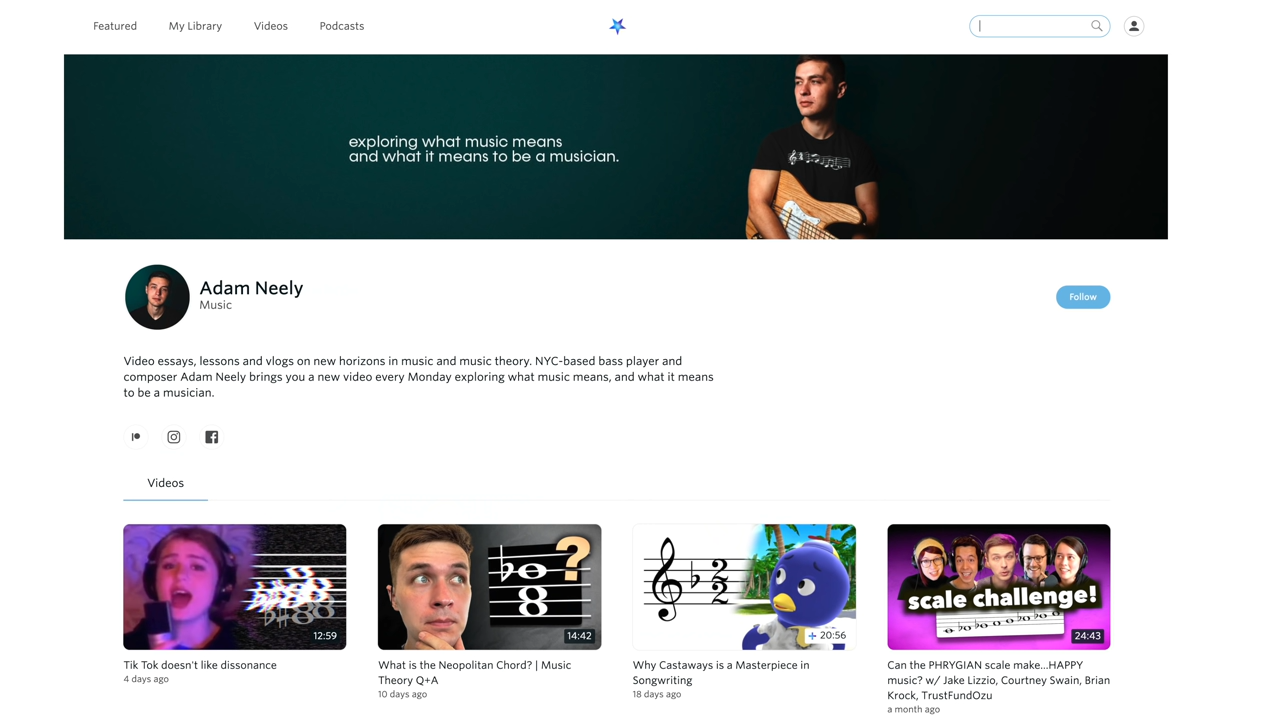 Featured
My Library
Videos
Podcasts
exploring what music means
and what it means to be a musician.
Adam Neely
Music
Follow
Video essays, lessons and vlogs on new horizons in music and music theory. NYC-based bass player and
composer Adam Neely brings you a new video every Monday exploring what music means, and what it means
to be a musician.
Videos
12:59
Tik Tok doesn't like dissonance
4 days ago
?
8
14:42
What is the Neopolitan Chord? | Music
Theory Q+A
10 days ago
2
2
+ 20:56
Why Castaways is a Masterpiece in
Songwriting
18 days ago
scale challenge!
24:43
Can the PHRYGIAN scale make...HAPPY
music? w/ Jake Lizzio, Courtney Swain, Brian
Krock, TrustFundOzu
a month ago